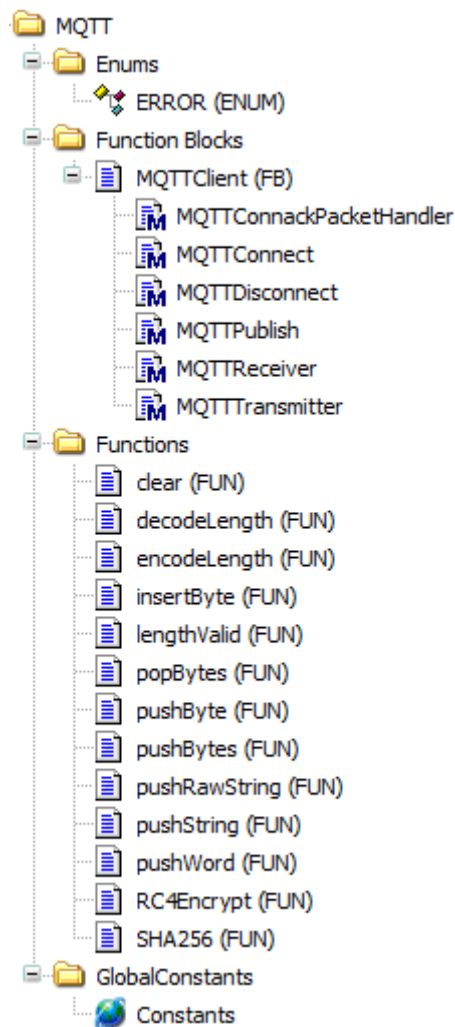 MQTT
Enums
ERROR (ENUM)
Function Blocks
MQTTClient (FB)
MQTTConnackPacketHandler
MQTTConnect
MQTTDisconnect
MQTTPublish
MQTTReceiver
MQTTTransmitter
Functions
clear (FUN)
decodeLength (FUN)
encodeLength (FUN)
insertByte (FUN)
lengthValid (FUN)
popBytes (FUN)
pushByte (FUN)
pushBytes (FUN)
pushRawString (FUN)
pushString (FUN)
pushWord (FUN)
RC4Encrypt (FUN)
SHA256 (FUN)
GlobalConstants
Constants